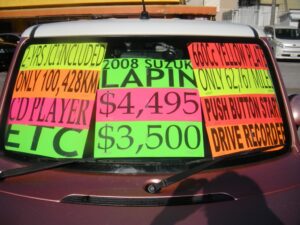 2YRS JCI INCLUDED
ONLY 100,428KM
CD PLAYER
ETC
2008 SUZUKI
LAPIN
$4,495
$3,500
660cc YELLOW PLATE
ONLY 62,767 MILES
PUSH BUTTON START
DRIVE RECORDER